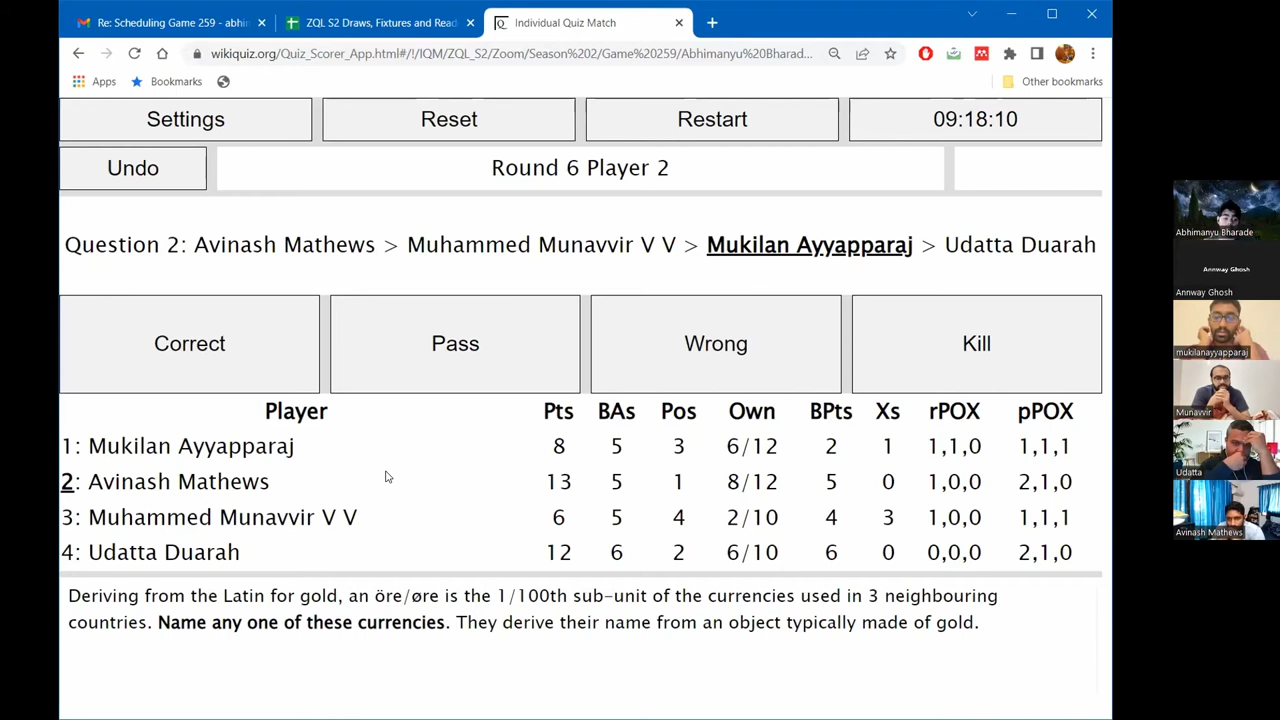 Re: Scheduling Game 259 - abhin
ZQL S2 Draws, Fixtures and Read
Individual Quiz Match
wikiquiz.org/Quiz_Scorer_App.html#/!/IQM/ZQL_S2/Zoom/Season%202/Game%20259/Abhimanyu%20Bharad...
Apps
Bookmarks
Other bookmarks
Settings
Reset
Restart
09:18:10
Undo
Round 6 Player 2
Question 2: Avinash Mathews > Muhammed Munavvir V V > Mukilan Ayyapparaj > Udatta Duarah
Correct
Pass
Wrong
Kill
Player Pts BAs Pos Own BPts Xs rPOX pPOX
1: Mukilan Ayyapparaj 8 5 3 6/12 2 1 1,1,0 1,1,1
2: Avinash Mathews 13 5 1 8/12 5 0 1,0,0 2,1,0
3: Muhammed Munavvir V V 6 5 4 2/10 4 3 1,0,0 1,1,1
4: Udatta Duarah 12 6 2 6/10 6 0 0,0,0 2,1,0
Deriving from the Latin for gold, an öre/øre is the 1/100th sub-unit of the currencies used in 3 neighbouring
countries. Name any one of these currencies. They derive their name from an object typically made of gold.
Abhimanyu Bharade
Annway Ghosh
Annway Ghosh
mukilanayyapparaj
Munavvir
Udatta
Avinash Mathews